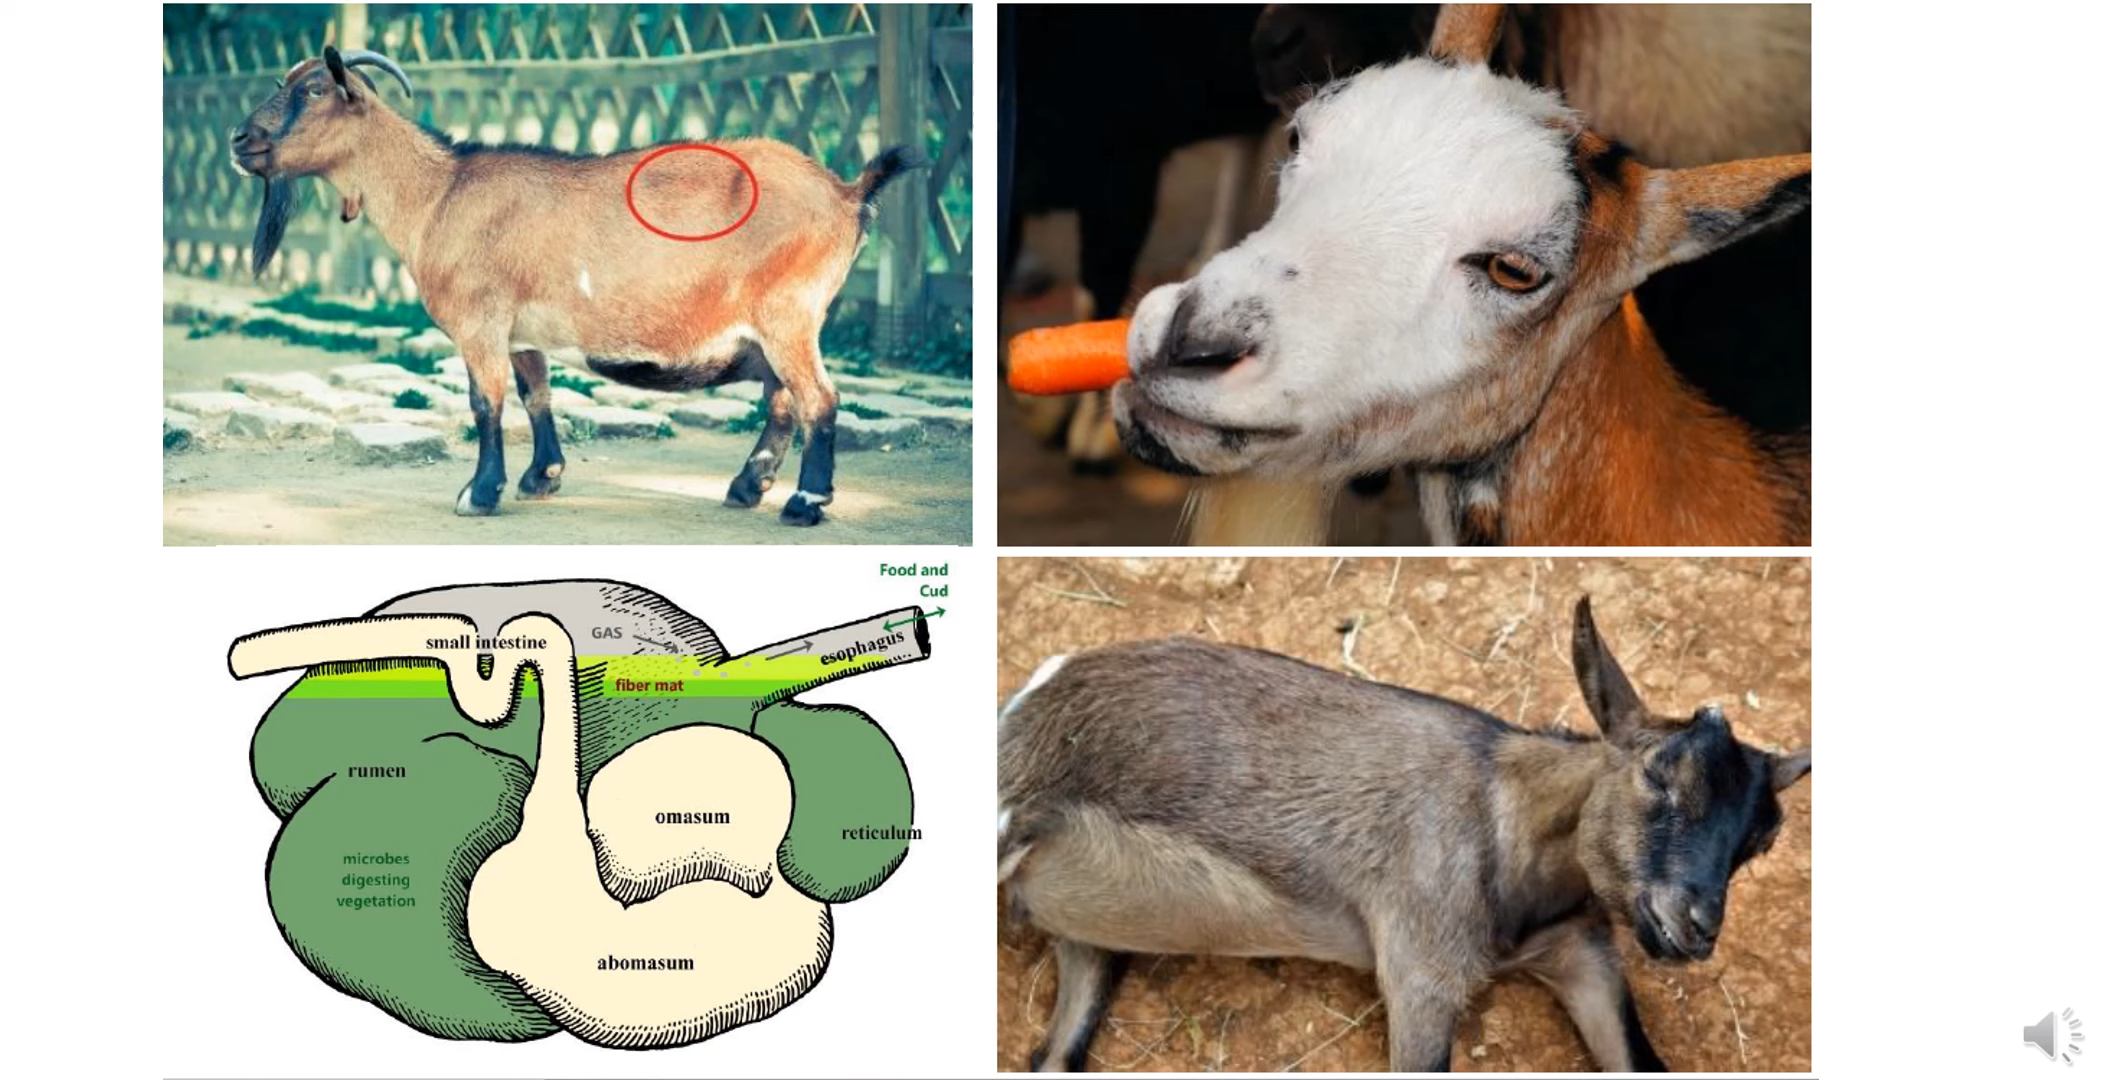 Food and
Cud
GAS
small intestine
esophagus
fiber mat
rumen
omasum
reticulum
microbes
digesting
vegetation
abomasum